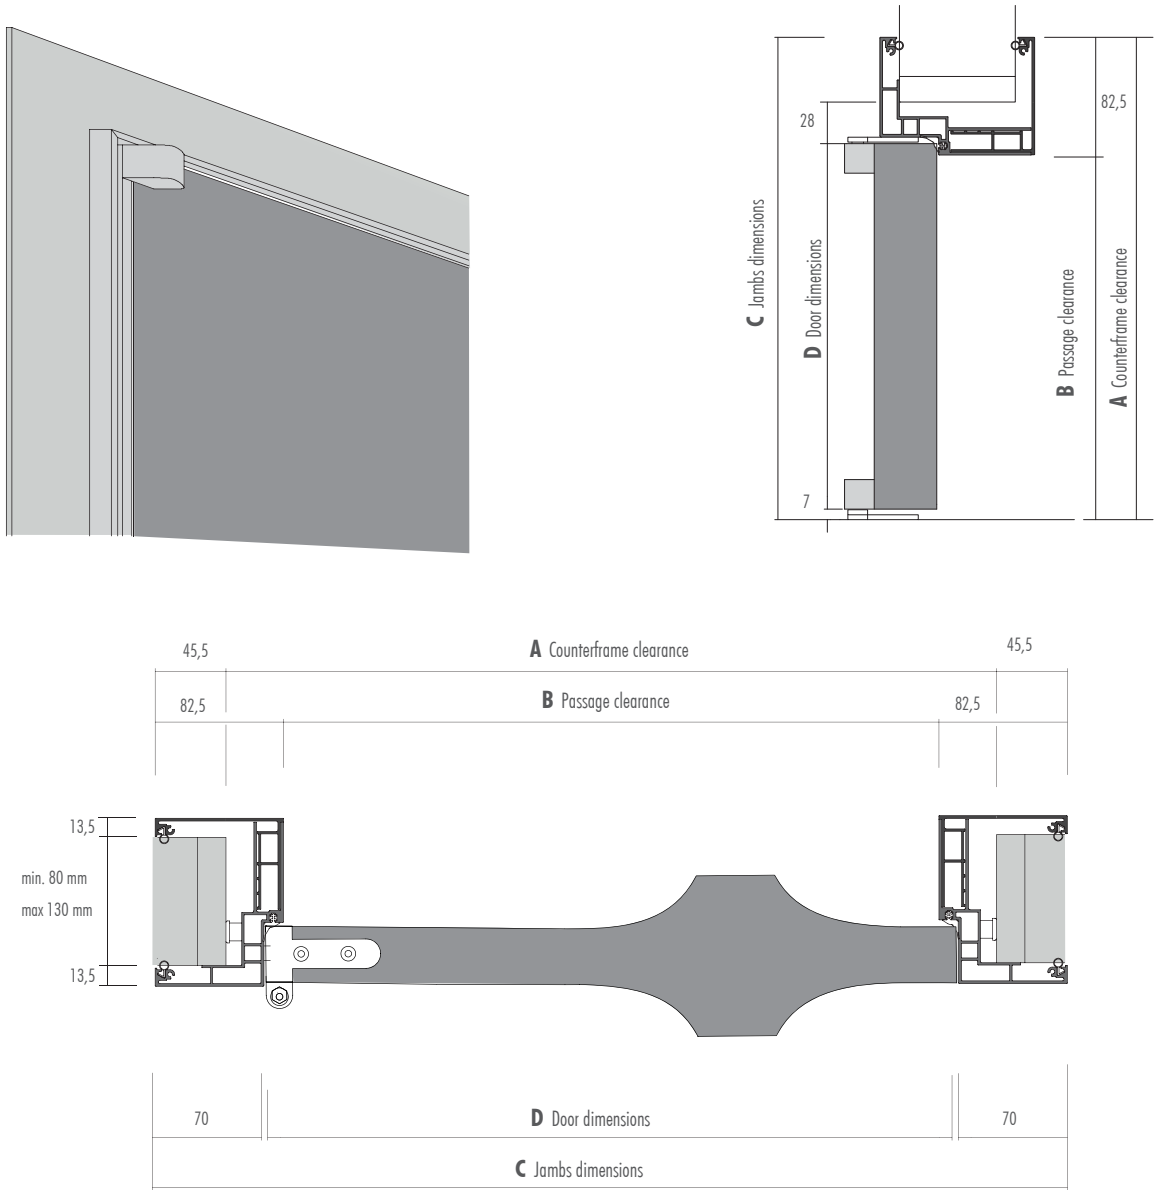 28
82,5
C Jambs dimensions
D Door dimensions
B Passage clearance
A Counterframe clearance
7
45,5
A Counterframe clearance
45,5
82,5
B Passage clearance
82,5
13,5
min. 80 mm
max 130 mm
13,5
70
D Door dimensions
70
C Jambs dimensions